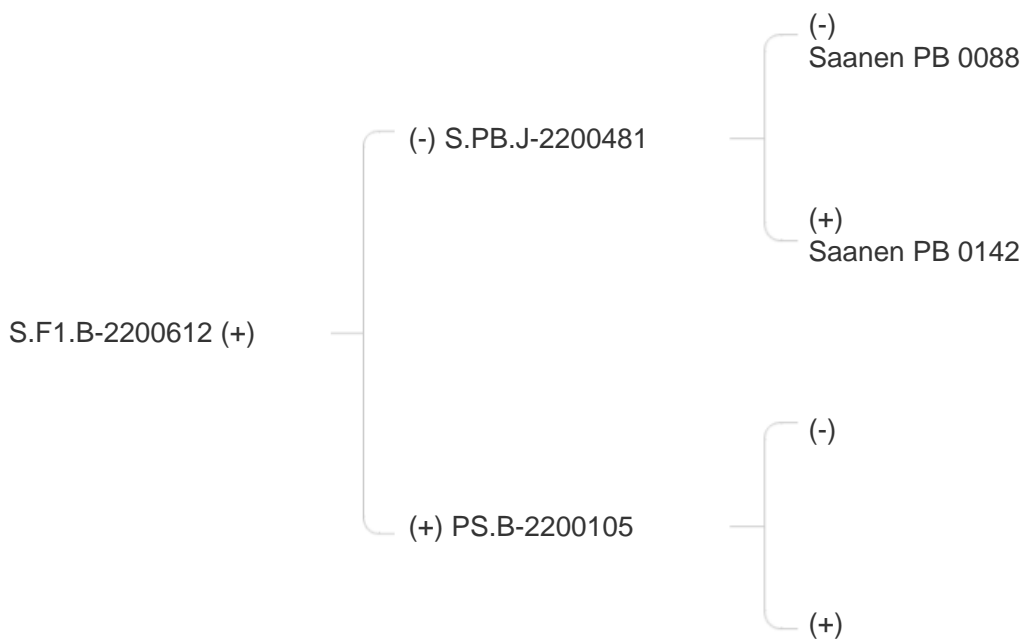 (-)
Saanen PB 0088
(-) S.PB.J-2200481
(+)
Saanen PB 0142
S.F1.B-2200612 (+)
(-)
(+) PS.B-2200105
(+)